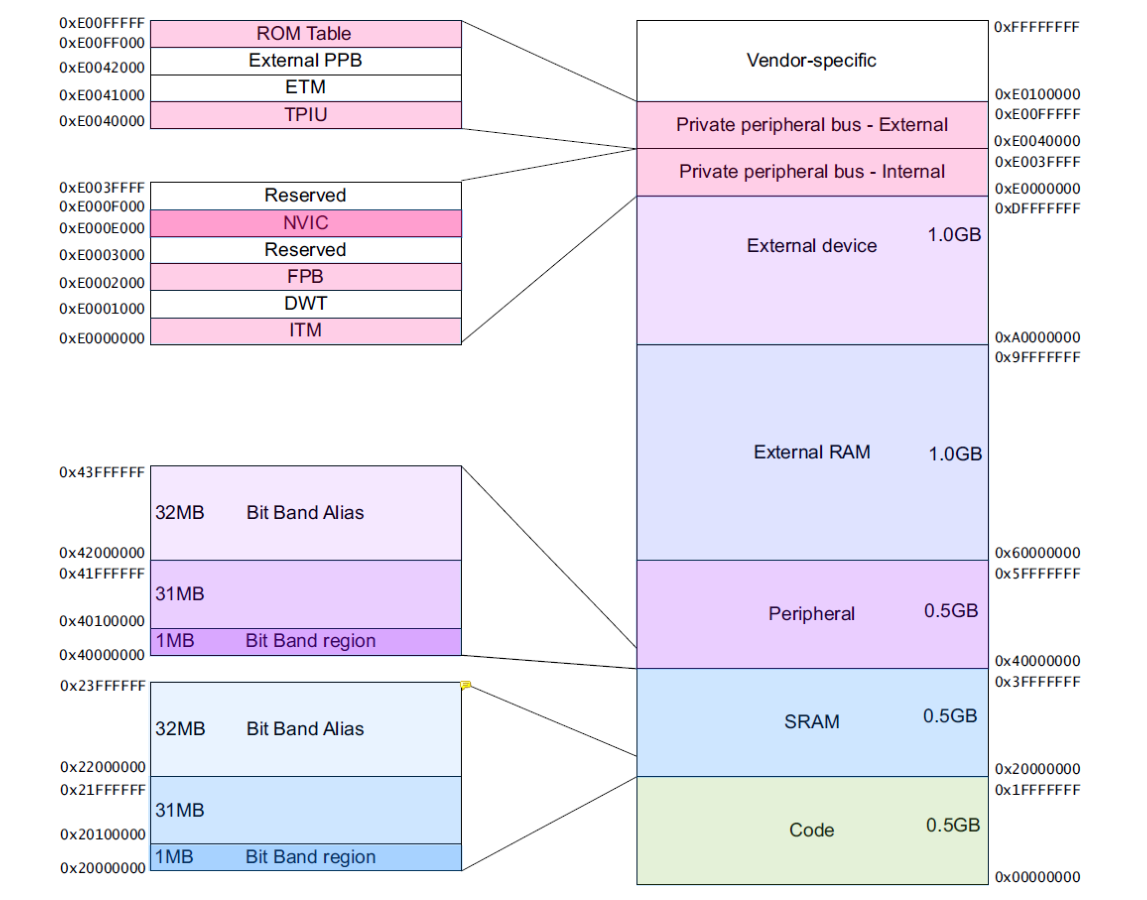 0xE00FFFFF
ROM Table
0xE00FF000
External PPB
0xE0042000
ETM
0xE0041000
TPIU
0xE0040000
0xE003FFFF
Reserved
0xE000F000
NVIC
0xE000E000
Reserved
0xE0003000
FPB
0xE0002000
DWT
0xE0001000
ITM
0xE0000000
0x43FFFFFF
32MB Bit Band Alias
0x42000000
0x41FFFFFF
31MB
0x40100000
1MB Bit Band region
0x40000000
0x23FFFFFF
32MB Bit Band Alias
0x22000000
0x21FFFFFF
31MB
0x20100000
1MB Bit Band region
0x20000000
0xFFFFFFFF
Vendor-specific
0xE0100000
0xE00FFFFF
Private peripheral bus - External
0xE0040000
0xE003FFFF
Private peripheral bus - Internal
0xE0000000
0xDFFFFFFF
External device 1.0GB
0xA0000000
0x9FFFFFFF
External RAM 1.0GB
0x60000000
0x5FFFFFFF
Peripheral 0.5GB
0x40000000
0x3FFFFFFF
SRAM 0.5GB
0x20000000
0x1FFFFFFF
Code 0.5GB
0x00000000